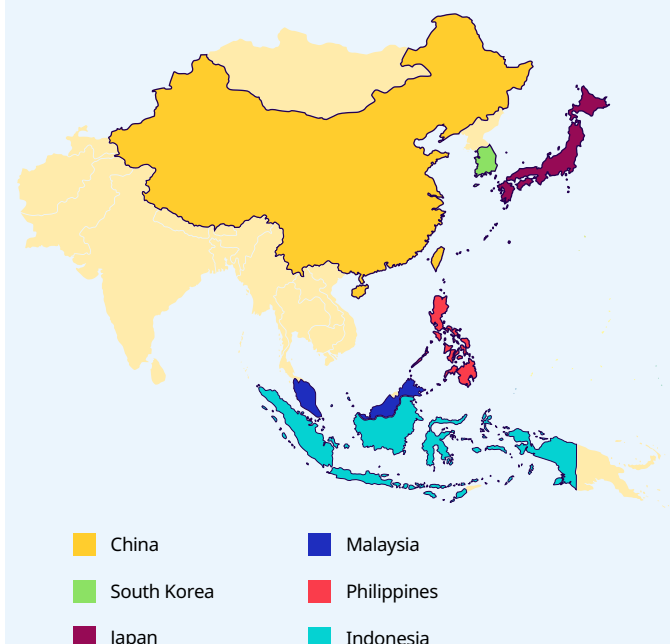 China
Malaysia
South Korea
Philippines
Japan
Indonesia